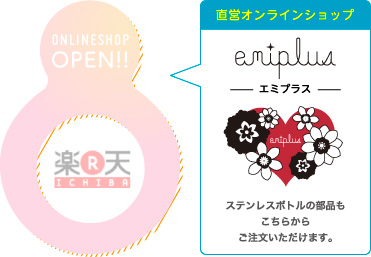 ONLINESHOP
OPEN!!
楽R天
ICHIBA
直営オンラインショップ
emiplus
エミプラス
emiplus
ステンレスボトルの部品も
こちらから
ご注文いただけます。